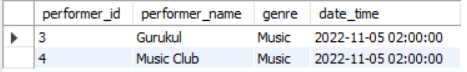 performer_id performer_name genre date_time
3 Gurukul Music 2022-11-05 02:00:00
4 Music Club Music 2022-11-05 02:00:00